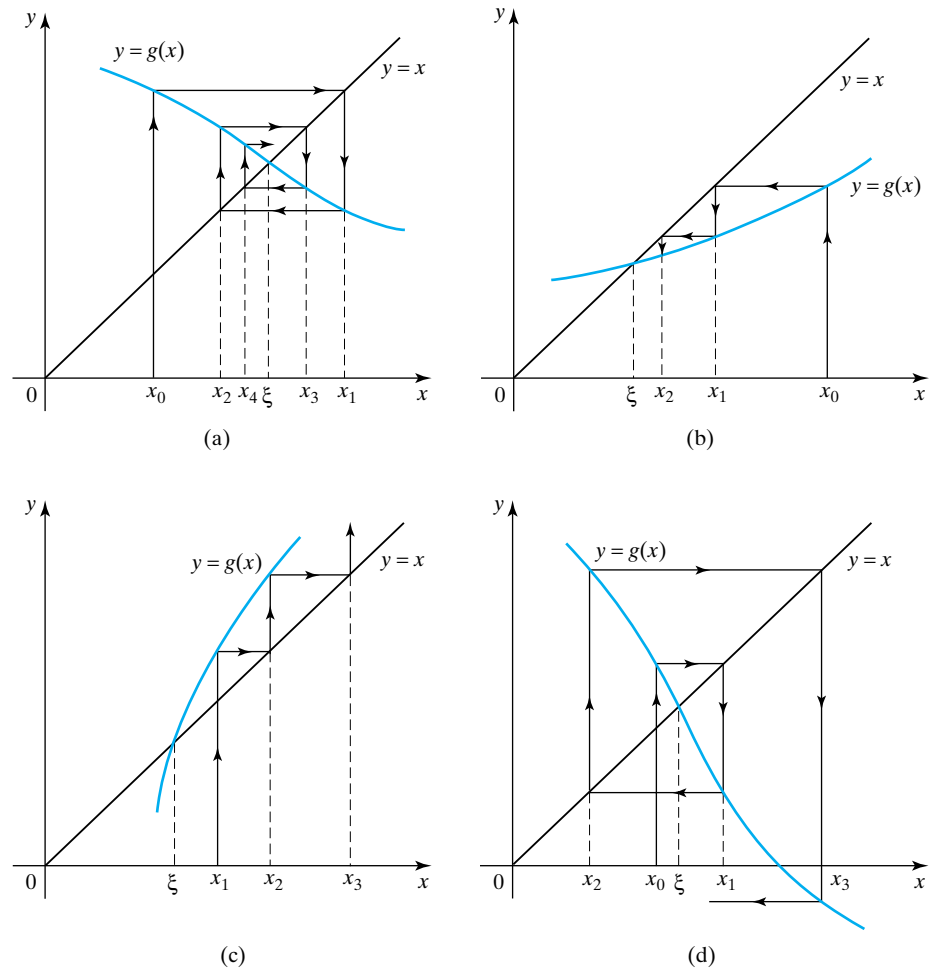 y
y = g(x)
y = x
0
x₀
x₂
x₄
ξ
x₃
x₁
x
(a)
y
y = x
y = g(x)
0
ξ
x₂
x₁
x₀
x
(b)
y
y = g(x)
y = x
0
ξ
x₁
x₂
x₃
x
(c)
y
y = g(x)
y = x
0
x₂
x₀
ξ
x₁
x₃
x
(d)